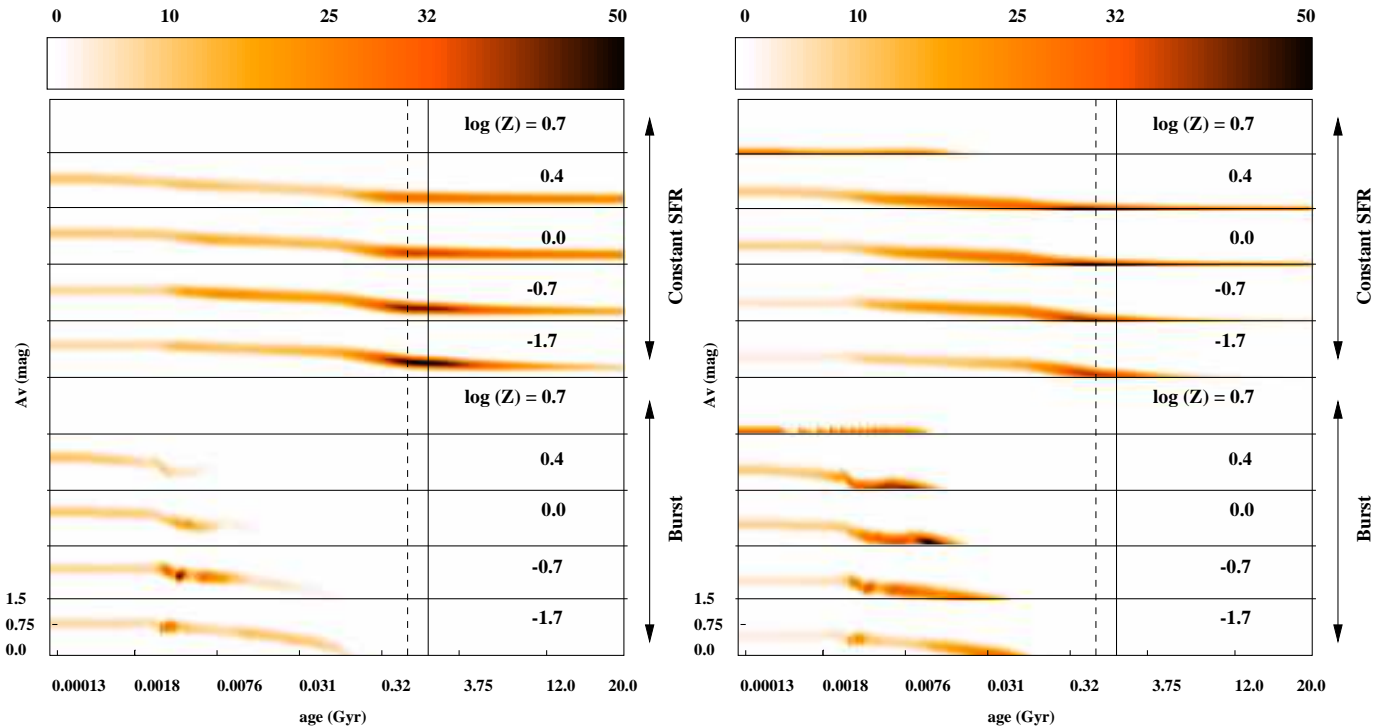 0 10 25 32 50
log (Z) = 0.7
0.4
0.0
-0.7
-1.7
Constant SFR
log (Z) = 0.7
0.4
0.0
-0.7
-1.7
Burst
Av (mag)
1.5
0.75
0.0
0.00013 0.0018 0.0076 0.031 0.32 3.75 12.0 20.0
age (Gyr)
0 10 25 32 50
log (Z) = 0.7
0.4
0.0
-0.7
-1.7
Constant SFR
log (Z) = 0.7
0.4
0.0
-0.7
-1.7
Burst
Av (mag)
1.5
0.75
0.0
0.00013 0.0018 0.0076 0.031 0.32 3.75 12.0 20.0
age (Gyr)